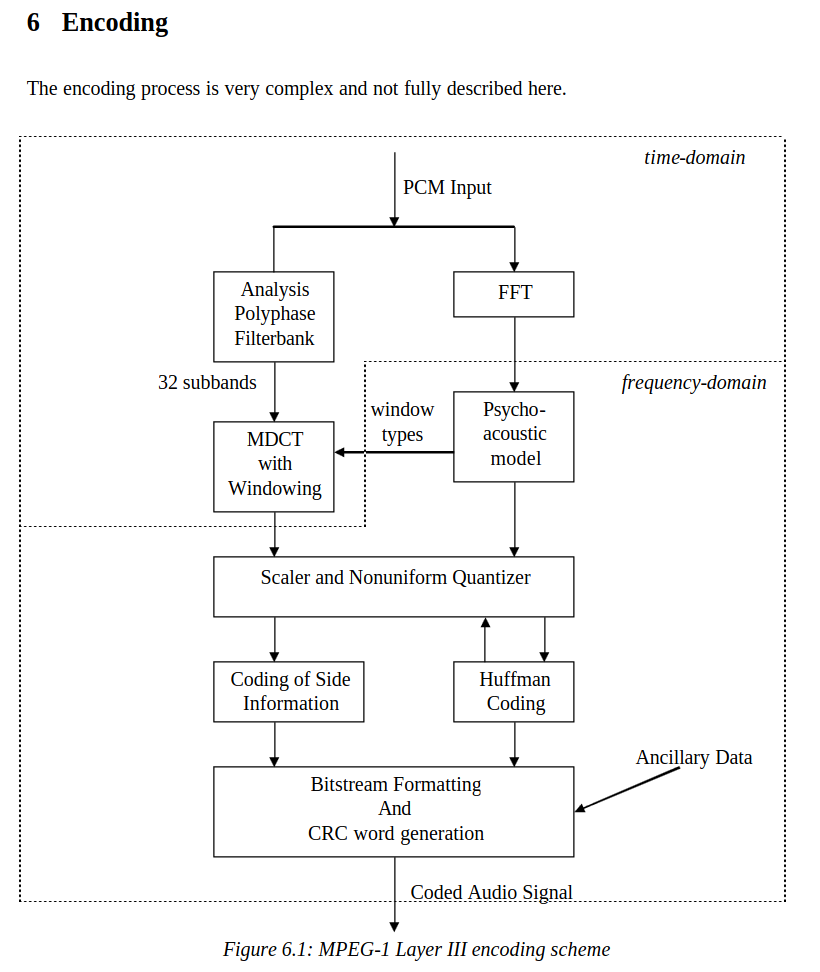 6 Encoding
The encoding process is very complex and not fully described here.
time-domain
PCM Input
Analysis
Polyphase
Filterbank
FFT
32 subbands
frequency-domain
window
types
Psycho-
acoustic
model
MDCT
with
Windowing
Scaler and Nonuniform Quantizer
Coding of Side
Information
Huffman
Coding
Ancillary Data
Bitstream Formatting
And
CRC word generation
Coded Audio Signal
Figure 6.1: MPEG-1 Layer III encoding scheme